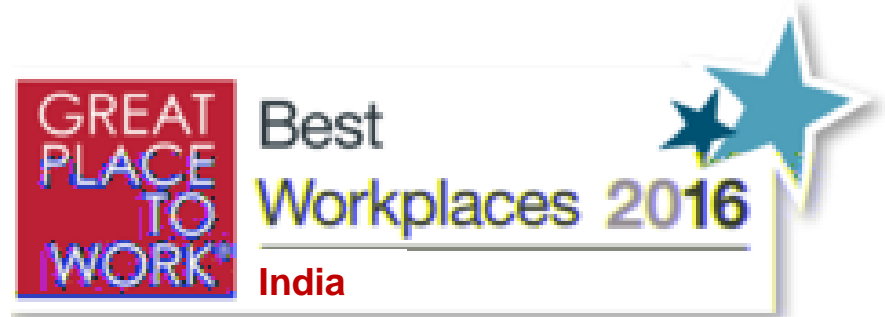 GREAT
PLACE
TO
WORK®
Best
Workplaces 2016
India